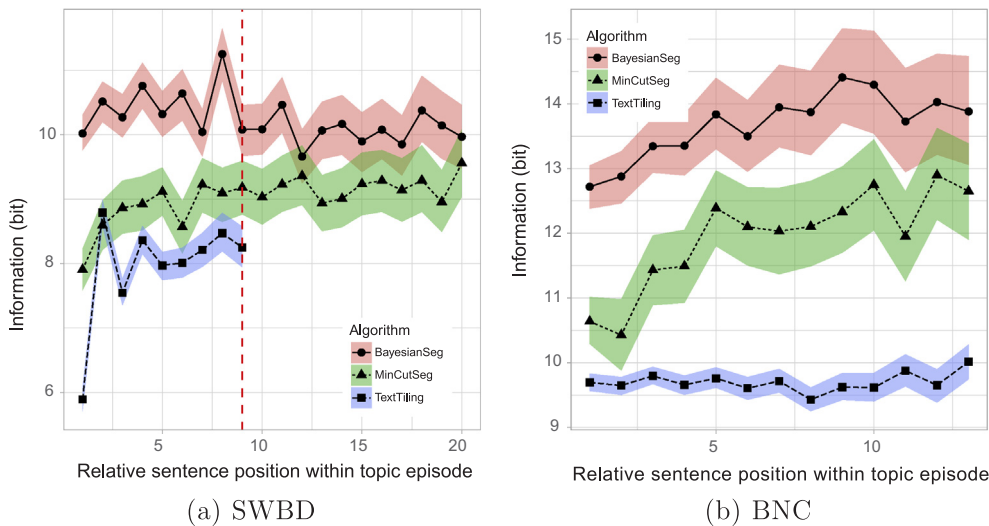 Information (bit)
10
8
6
Algorithm
BayesianSeg
MinCutSeg
TextTiling
5
10
15
20
Relative sentence position within topic episode
(a) SWBD
Information (bit)
15
14
13
12
11
10
9
Algorithm
BayesianSeg
MinCutSeg
TextTiling
5
10
Relative sentence position within topic episode
(b) BNC